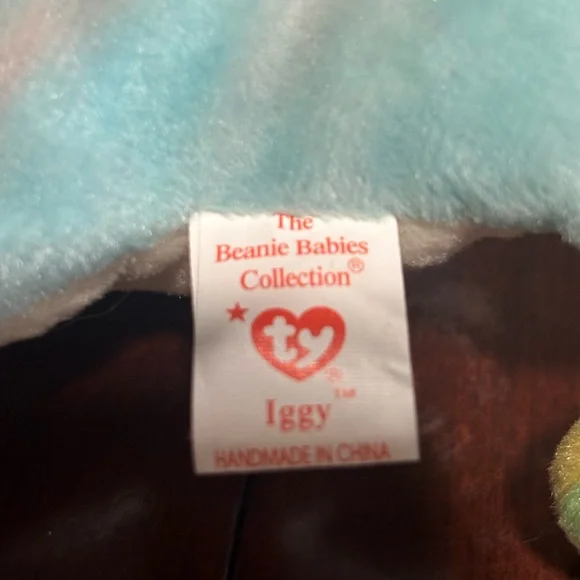 The
Beanie Babies
Collection®
★ ty®
Iggy™
HANDMADE IN CHINA